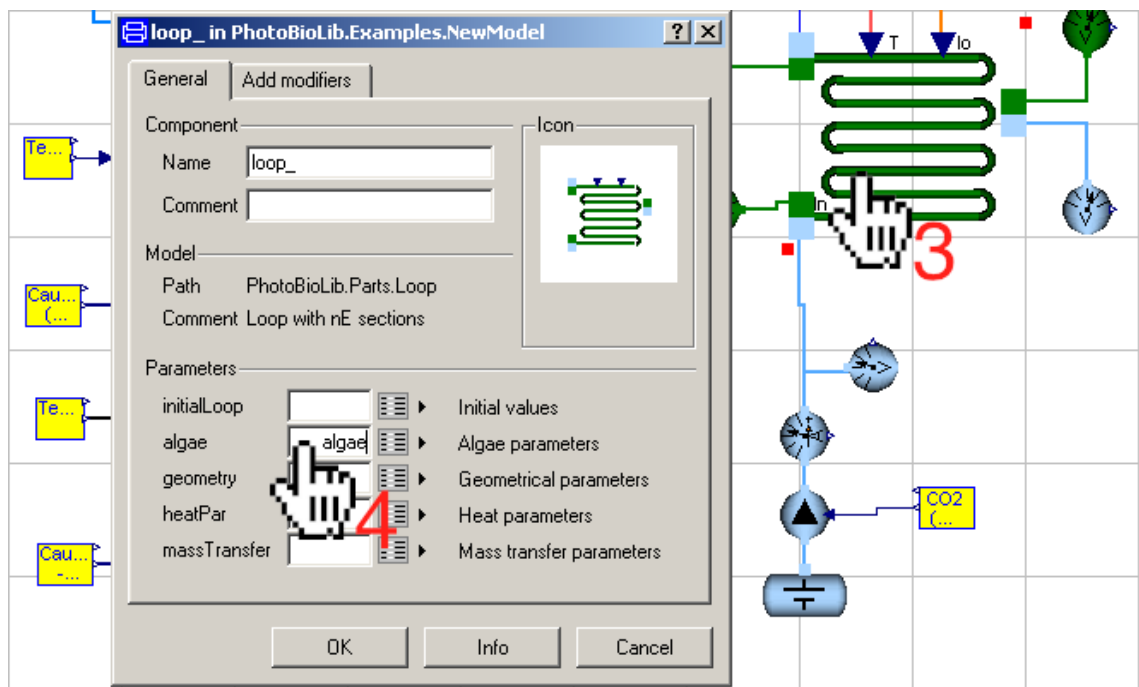 loop_ in PhotoBioLib.Examples.NewModel
General
Add modifiers
Component
Name
loop_
Comment
Icon
Model
Path
PhotoBioLib.Parts.Loop
Comment
Loop with nE sections
Parameters
initialLoop
Initial values
algae
algae
Algae parameters
geometry
Geometrical parameters
heatPar
Heat parameters
massTransfer
Mass transfer parameters
OK
Info
Cancel
4
Te...
Cau...
(...
Te...
Cau...
-...
T
Io
In
3
CO2
(...